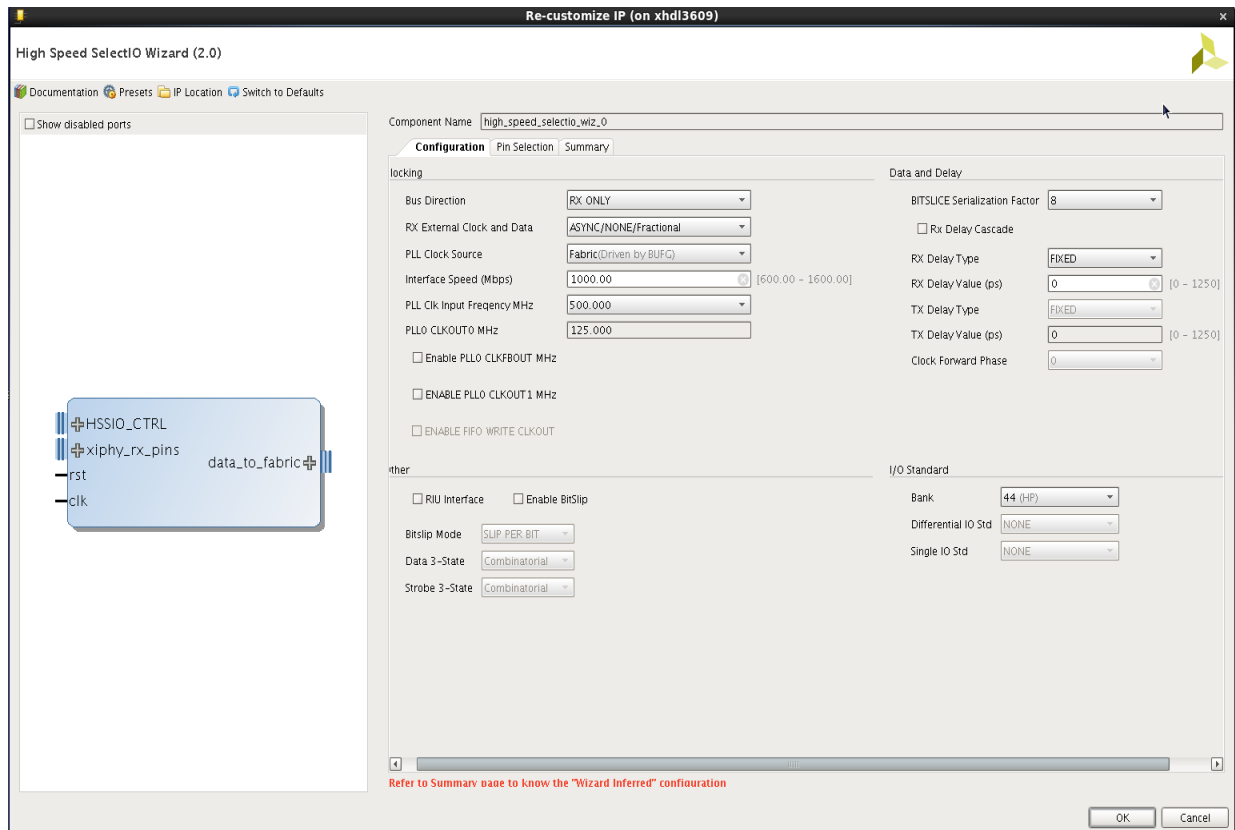 Re-customize IP (on xhdl3609) x
High Speed SelectIO Wizard (2.0)
Documentation Presets IP Location Switch to Defaults
Show disabled ports
HSSIO_CTRL
xiphy_rx_pins
data_to_fabric
rst
clk
Component Name high_speed_selectio_wiz_0
Configuration Pin Selection Summary
locking
Bus Direction RX ONLY
RX External Clock and Data ASYNC/NONE/Fractional
PLL Clock Source Fabric(Driven by BUFG)
Interface Speed (Mbps) 1000.00 [600.00 - 1600.00]
PLL Clk Input Freqency MHz 500.000
PLL0 CLKOUT0 MHz 125.000
Enable PLL0 CLKFBOUT MHz
ENABLE PLL0 CLKOUT1 MHz
ENABLE FIFO WRITE CLKOUT
Data and Delay
BITSLICE Serialization Factor 8
Rx Delay Cascade
RX Delay Type FIXED
RX Delay Value (ps) 0 [0 - 1250]
TX Delay Type FIXED
TX Delay Value (ps) 0 [0 - 1250]
Clock Forward Phase 0
ther
RIU Interface Enable BitSlip
Bitslip Mode SLIP PER BIT
Data 3-State Combinatorial
Strobe 3-State Combinatorial
I/O Standard
Bank 44 (HP)
Differential IO Std NONE
Single IO Std NONE
Refer to Summary page to know the "Wizard Inferred" configuration
OK Cancel